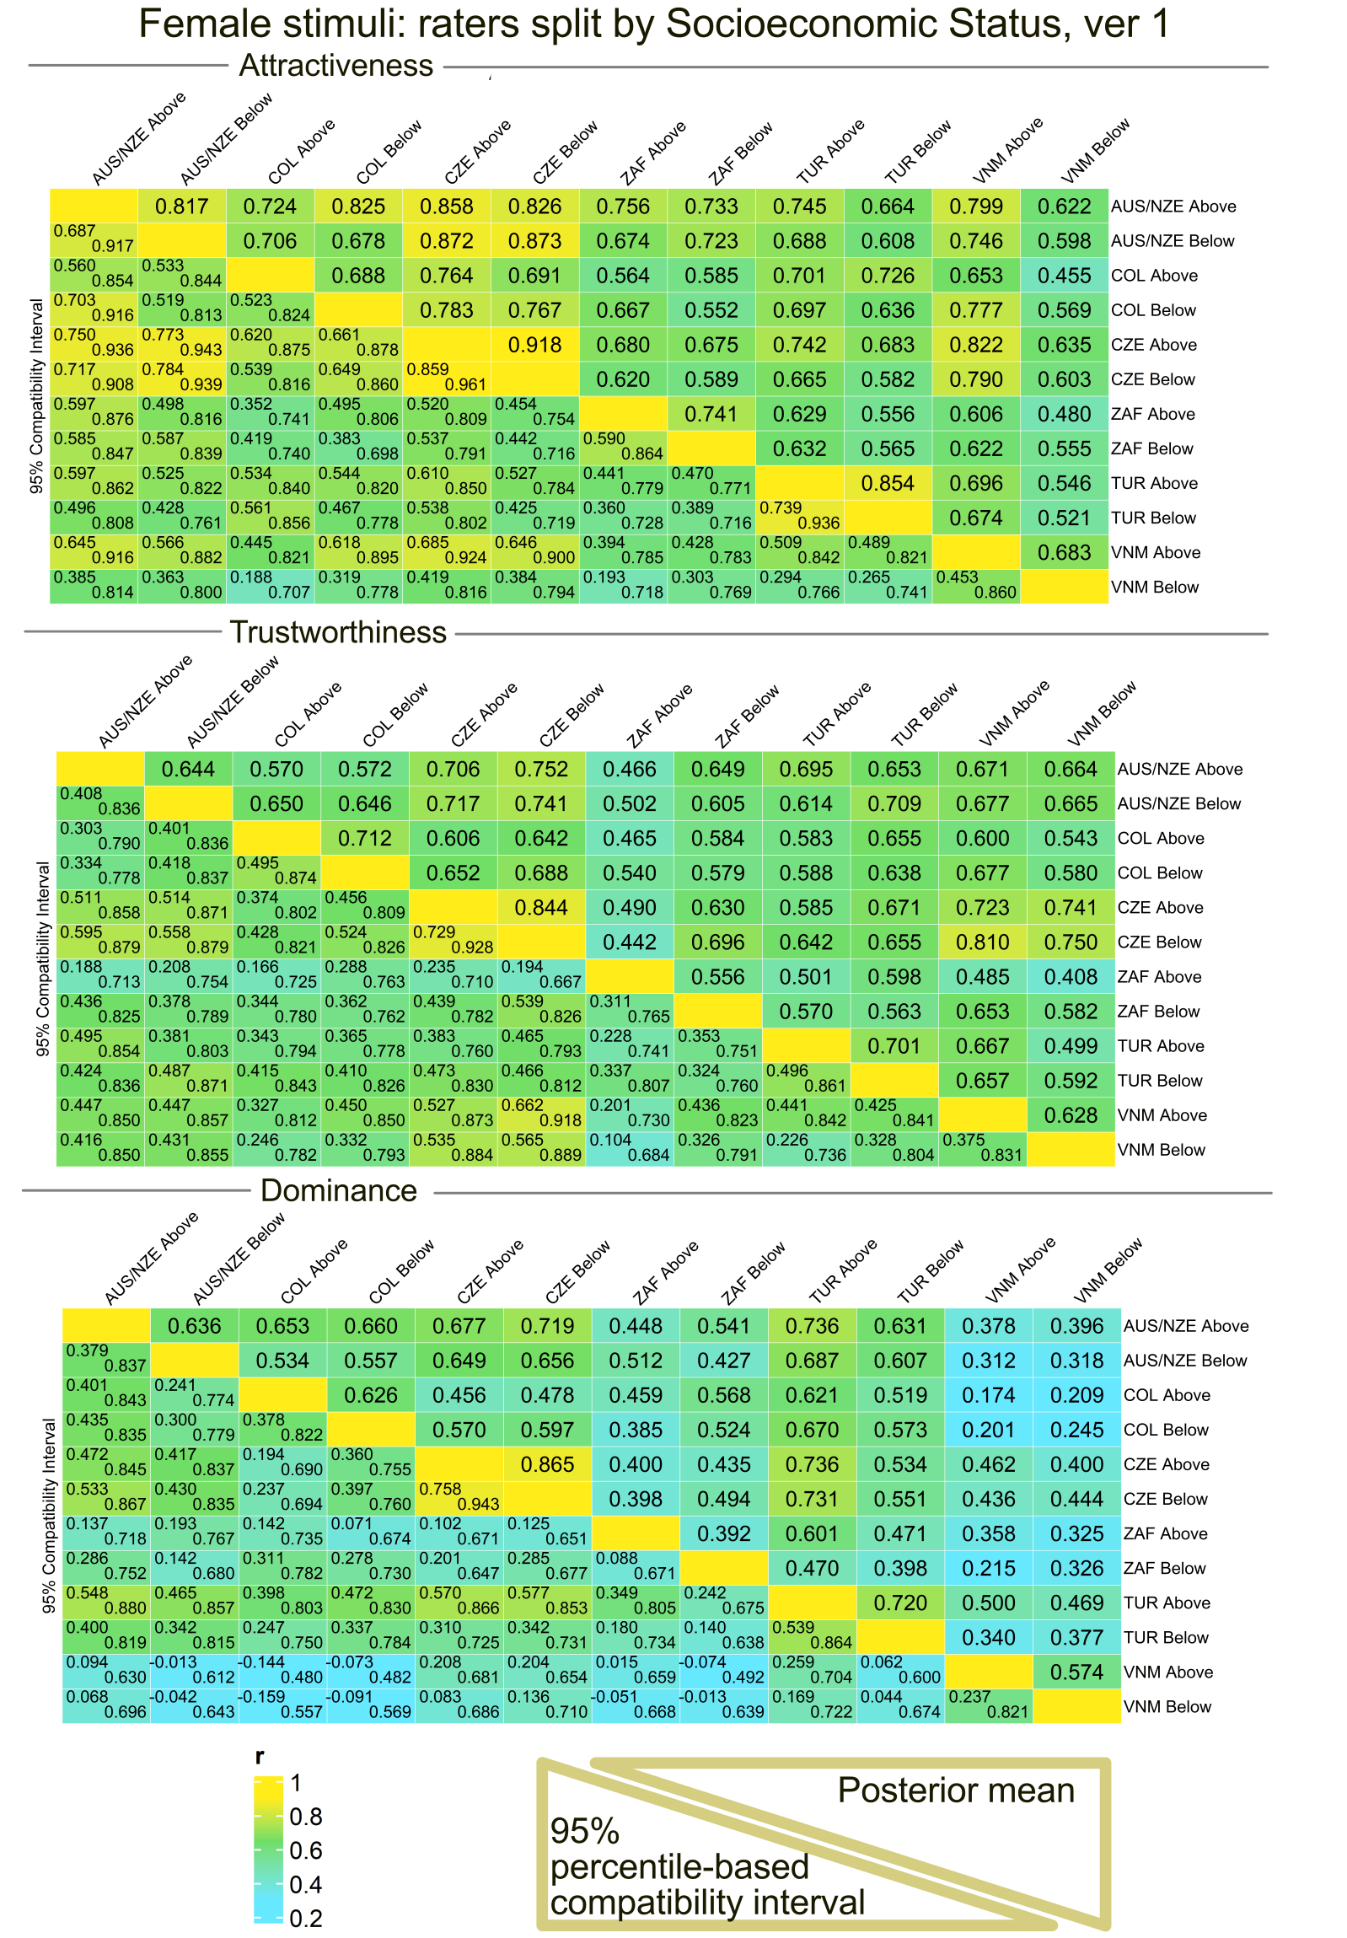 Female stimuli: raters split by Socioeconomic Status, ver 1
Attractiveness
AUS/NZE Above AUS/NZE Below COL Above COL Below CZE Above CZE Below ZAF Above ZAF Below TUR Above TUR Below VNM Above VNM Below
95% Compatibility Interval
0.817 0.724 0.825 0.858 0.826 0.756 0.733 0.745 0.664 0.799 0.622 AUS/NZE Above
0.687 0.917 0.706 0.678 0.872 0.873 0.674 0.723 0.688 0.608 0.746 0.598 AUS/NZE Below
0.560 0.854 0.533 0.844 0.688 0.764 0.691 0.564 0.585 0.701 0.726 0.653 0.455 COL Above
0.703 0.916 0.519 0.813 0.523 0.824 0.783 0.767 0.667 0.552 0.697 0.636 0.777 0.569 COL Below
0.750 0.936 0.773 0.943 0.620 0.875 0.661 0.878 0.918 0.680 0.675 0.742 0.683 0.822 0.635 CZE Above
0.717 0.908 0.784 0.939 0.539 0.816 0.649 0.860 0.859 0.961 0.620 0.589 0.665 0.582 0.790 0.603 CZE Below
0.597 0.876 0.498 0.816 0.352 0.741 0.495 0.806 0.520 0.809 0.454 0.754 0.741 0.629 0.556 0.606 0.480 ZAF Above
0.585 0.847 0.587 0.839 0.419 0.740 0.383 0.698 0.537 0.791 0.442 0.716 0.590 0.864 0.632 0.565 0.622 0.555 ZAF Below
0.597 0.862 0.525 0.822 0.534 0.840 0.544 0.820 0.610 0.850 0.527 0.784 0.441 0.779 0.470 0.771 0.854 0.696 0.546 TUR Above
0.496 0.808 0.428 0.761 0.561 0.856 0.467 0.778 0.538 0.802 0.425 0.719 0.360 0.728 0.389 0.716 0.739 0.936 0.674 0.521 TUR Below
0.645 0.916 0.566 0.882 0.445 0.821 0.618 0.895 0.685 0.924 0.646 0.900 0.394 0.785 0.428 0.783 0.509 0.842 0.489 0.821 0.683 VNM Above
0.385 0.814 0.363 0.800 0.188 0.707 0.319 0.778 0.419 0.816 0.384 0.794 0.193 0.718 0.303 0.769 0.294 0.766 0.265 0.741 0.453 0.860 VNM Below
Trustworthiness
AUS/NZE Above AUS/NZE Below COL Above COL Below CZE Above CZE Below ZAF Above ZAF Below TUR Above TUR Below VNM Above VNM Below
95% Compatibility Interval
0.644 0.570 0.572 0.706 0.752 0.466 0.649 0.695 0.653 0.671 0.664 AUS/NZE Above
0.408 0.836 0.650 0.646 0.717 0.741 0.502 0.605 0.614 0.709 0.677 0.665 AUS/NZE Below
0.303 0.790 0.401 0.836 0.712 0.606 0.642 0.465 0.584 0.583 0.655 0.600 0.543 COL Above
0.334 0.778 0.418 0.837 0.495 0.874 0.652 0.688 0.540 0.579 0.588 0.638 0.677 0.580 COL Below
0.511 0.858 0.514 0.871 0.374 0.802 0.456 0.809 0.844 0.490 0.630 0.585 0.671 0.723 0.741 CZE Above
0.595 0.879 0.558 0.879 0.428 0.821 0.524 0.826 0.729 0.928 0.442 0.696 0.642 0.655 0.810 0.750 CZE Below
0.188 0.713 0.208 0.754 0.166 0.725 0.288 0.763 0.235 0.710 0.194 0.667 0.556 0.501 0.598 0.485 0.408 ZAF Above
0.436 0.825 0.378 0.789 0.344 0.780 0.362 0.762 0.439 0.782 0.539 0.826 0.311 0.765 0.570 0.563 0.653 0.582 ZAF Below
0.495 0.854 0.381 0.803 0.343 0.794 0.365 0.778 0.383 0.760 0.465 0.793 0.228 0.741 0.353 0.751 0.701 0.667 0.499 TUR Above
0.424 0.836 0.487 0.871 0.415 0.843 0.410 0.826 0.473 0.830 0.466 0.812 0.337 0.807 0.324 0.760 0.496 0.861 0.657 0.592 TUR Below
0.447 0.850 0.447 0.857 0.327 0.812 0.450 0.850 0.527 0.873 0.662 0.918 0.201 0.730 0.436 0.823 0.441 0.842 0.425 0.841 0.628 VNM Above
0.416 0.850 0.431 0.855 0.246 0.782 0.332 0.793 0.535 0.884 0.565 0.889 0.104 0.684 0.326 0.791 0.226 0.736 0.328 0.804 0.375 0.831 VNM Below
Dominance
AUS/NZE Above AUS/NZE Below COL Above COL Below CZE Above CZE Below ZAF Above ZAF Below TUR Above TUR Below VNM Above VNM Below
95% Compatibility Interval
0.636 0.653 0.660 0.677 0.719 0.448 0.541 0.736 0.631 0.378 0.396 AUS/NZE Above
0.379 0.837 0.534 0.557 0.649 0.656 0.512 0.427 0.687 0.607 0.312 0.318 AUS/NZE Below
0.401 0.843 0.241 0.774 0.626 0.456 0.478 0.459 0.568 0.621 0.519 0.174 0.209 COL Above
0.435 0.835 0.300 0.779 0.378 0.822 0.570 0.597 0.385 0.524 0.670 0.573 0.201 0.245 COL Below
0.472 0.845 0.417 0.837 0.194 0.690 0.360 0.755 0.865 0.400 0.435 0.736 0.534 0.462 0.400 CZE Above
0.533 0.867 0.430 0.835 0.237 0.694 0.397 0.760 0.758 0.943 0.398 0.494 0.731 0.551 0.436 0.444 CZE Below
0.137 0.718 0.193 0.767 0.142 0.735 0.071 0.674 0.102 0.671 0.125 0.651 0.392 0.601 0.471 0.358 0.325 ZAF Above
0.286 0.752 0.142 0.680 0.311 0.782 0.278 0.730 0.201 0.647 0.285 0.677 0.088 0.671 0.470 0.398 0.215 0.326 ZAF Below
0.548 0.880 0.465 0.857 0.398 0.803 0.472 0.830 0.570 0.866 0.577 0.853 0.349 0.805 0.242 0.675 0.720 0.500 0.469 TUR Above
0.400 0.819 0.342 0.815 0.247 0.750 0.337 0.784 0.310 0.725 0.342 0.731 0.180 0.734 0.140 0.638 0.539 0.864 0.340 0.377 TUR Below
0.094 0.630 -0.013 0.612 -0.144 0.480 -0.073 0.482 0.208 0.681 0.204 0.654 0.015 0.659 -0.074 0.492 0.259 0.704 0.062 0.600 0.574 VNM Above
0.068 0.696 -0.042 0.643 -0.159 0.557 -0.091 0.569 0.083 0.686 0.136 0.710 -0.051 0.668 -0.013 0.639 0.169 0.722 0.044 0.674 0.237 0.821 VNM Below
r
1
0.8
0.6
0.4
0.2
Posterior mean
95%
percentile-based
compatibility interval